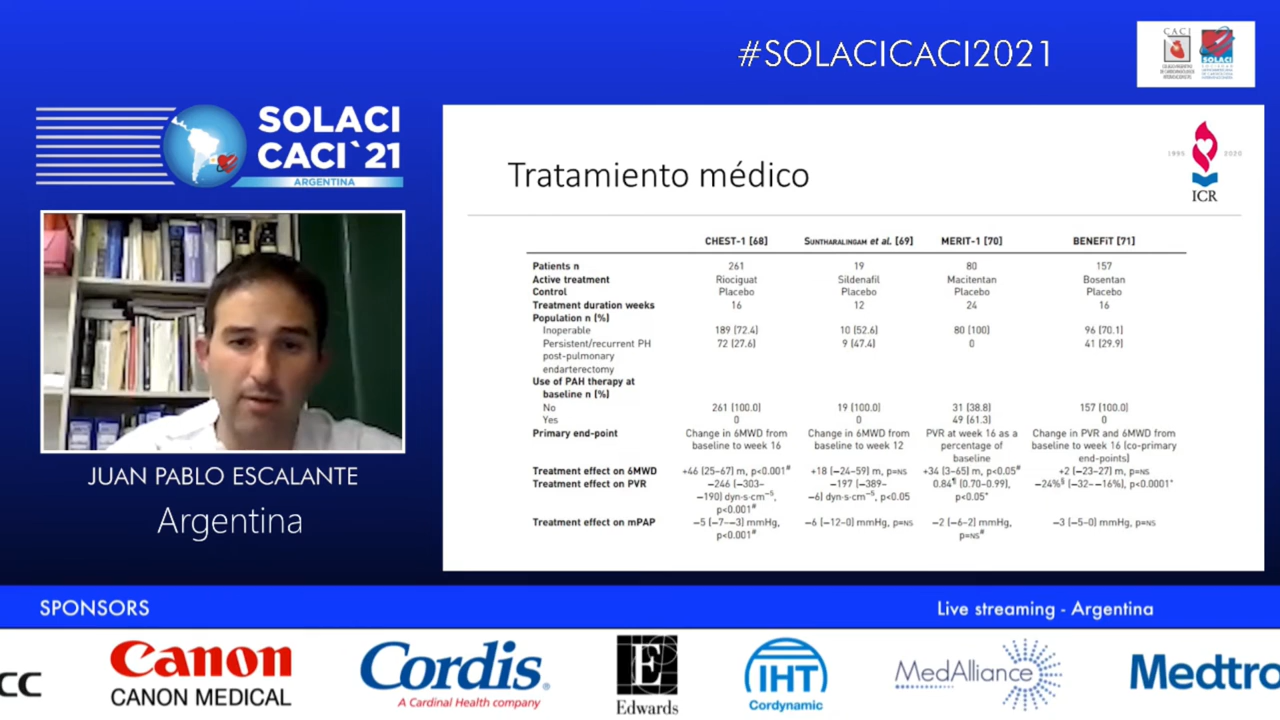 #SOLACICACI2021
CACI
SOLACI
SOLACI
CACI`21
ARGENTINA
JUAN PABLO ESCALANTE
Argentina
1995 2020
ICR
Tratamiento médico
CHEST-1 [68] SUNTHARALINGAM et al. [69] MERIT-1 [70] BENEFiT [71]
Patients n 261 19 80 157
Active treatment Riociguat Sildenafil Macitentan Bosentan
Control Placebo Placebo Placebo Placebo
Treatment duration weeks 16 12 24 16
Population n (%)
Inoperable 189 (72.4) 10 (52.6) 80 (100) 96 (70.1)
Persistent/recurrent PH 72 (27.6) 9 (47.4) 0 41 (29.9)
post-pulmonary
endarterectomy
Use of PAH therapy at
baseline n (%)
No 261 (100.0) 19 (100.0) 31 (38.8) 157 (100.0)
Yes 0 0 49 (61.3) 0
Primary end-point Change in 6MWD from Change in 6MWD from PVR at week 16 as a Change in PVR and 6MWD from
baseline to week 16 baseline to week 12 percentage of baseline to week 16 (co-primary
baseline end-points)
Treatment effect on 6MWD +46 (25–67) m, p<0.001# +18 (−24–59) m, p=NS +34 (3–65) m, p<0.05# +2 (−23–27) m, p=NS
Treatment effect on PVR −246 (−303– −197 (−389– 0.84¶ (0.70–0.99), −24%§ (−32–−16%), p<0.0001*
−190) dyn·s·cm−5, −6) dyn·s·cm−5, p<0.05 p<0.05*
p<0.001#
Treatment effect on mPAP −5 (−7–−3) mmHg, −6 (−12–0) mmHg, p=NS −2 (−6–2) mmHg, −3 (−5–0) mmHg, p=NS
p<0.001# p=NS#
SPONSORS Live streaming - Argentina
CC
Canon
CANON MEDICAL
Cordis®
A Cardinal Health company
E
Edwards
IHT
Cordynamic
MedAlliance
Medtro